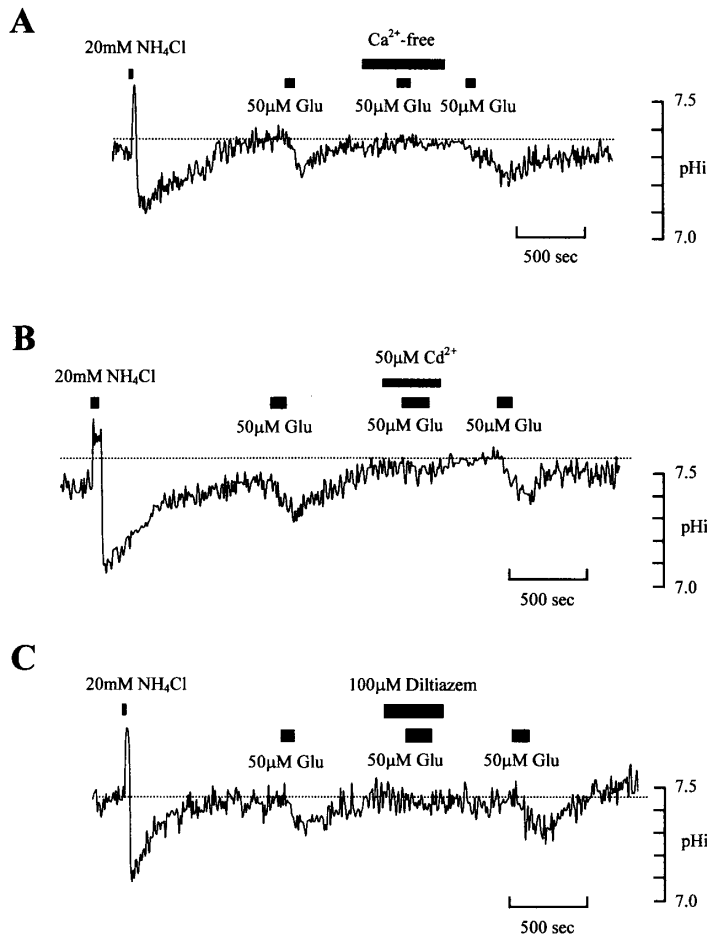 A
Ca²⁺-free
20mM NH₄Cl
50μM Glu 50μM Glu 50μM Glu
7.5
pHi
7.0
500 sec
B
50μM Cd²⁺
20mM NH₄Cl
50μM Glu 50μM Glu 50μM Glu
7.5
pHi
7.0
500 sec
C
20mM NH₄Cl 100μM Diltiazem
50μM Glu 50μM Glu 50μM Glu
7.5
pHi
7.0
500 sec